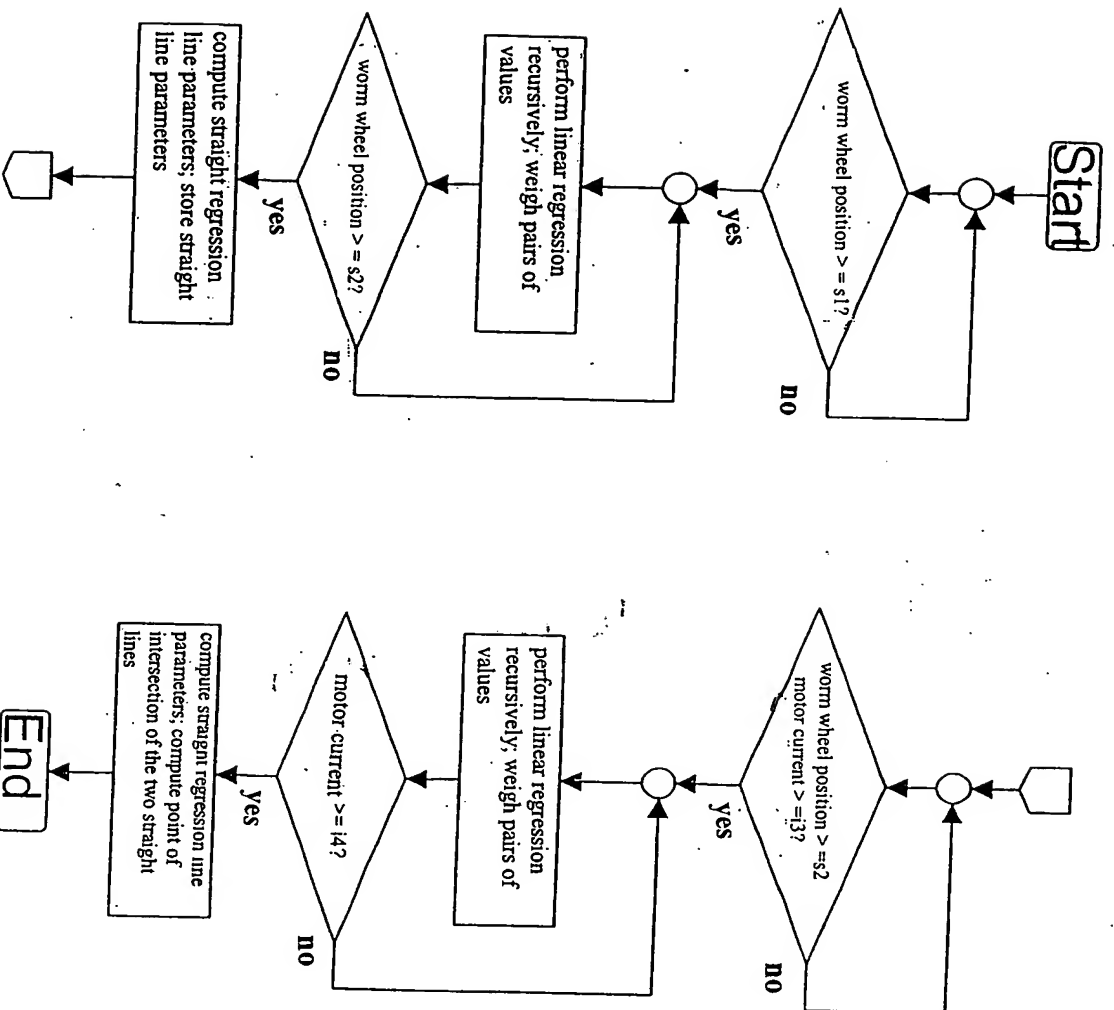 Start
worm wheel position > = s1?
no
yes
perform linear regression
recursively; weigh pairs of
values
worm wheel position > = s2?
no
yes
compute straight regression
line parameters; store straight
line parameters
worm wheel position > =s2
motor current > =i3?
no
yes
perform linear regression
recursively; weigh pairs of
values
motor current >= i4?
no
yes
compute straight regression line
parameters; compute point of
intersection of the two straight
lines
End